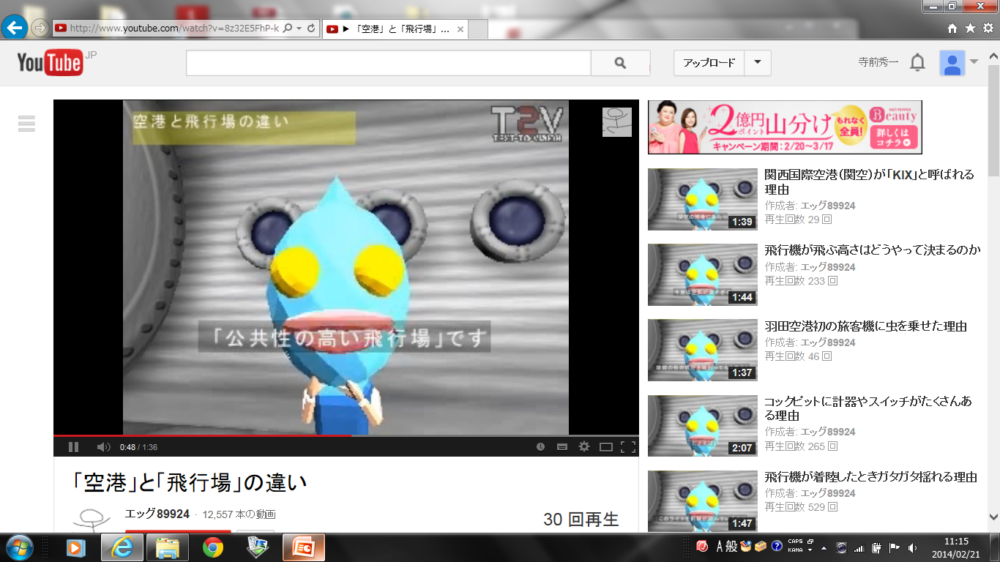 http://www.youtube.com/watch?v=8z32E5FhP-k
▶「空港」と「飛行場」...
YouTube JP
アップロード
寺前秀一
空港と飛行場の違い
T2V
TEXT-TO-VISION
「公共性の高い飛行場」です
0:48 / 1:36
「空港」と「飛行場」の違い
エッグ89924 · 12,557 本の動画
30 回再生
2億円山分け
ポイント
もれなく
全員!
キャンペーン期間:2/20〜3/17
HOT PEPPER
Beauty
詳しくは
コチラ
関西国際空港(関空)が「KIX」と呼ばれる
理由
作成者: エッグ89924
再生回数 29 回
1:39
飛行機が飛ぶ高さはどうやって決まるのか
作成者: エッグ89924
再生回数 233 回
1:44
羽田空港初の旅客機に虫を乗せた理由
作成者: エッグ89924
再生回数 46 回
1:37
コックピットに計器やスイッチがたくさんあ
る理由
作成者: エッグ89924
再生回数 265 回
2:07
飛行機が着陸したときガタガタ揺れる理由
作成者: エッグ89924
再生回数 529 回
1:47
A 般
CAPS
KANA
11:15
2014/02/21